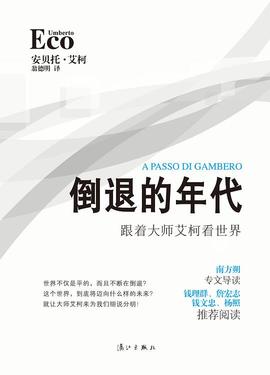 Umberto
Eco
安贝托·艾柯
翁德明 译
A PASSO DI GAMBERO
倒退的年代
跟着大师艾柯看世界
南方朔
专文导读
钱理群、詹宏志
钱文忠、杨照
推荐阅读
世界不仅是平的，而且不断在倒退？
这个世界，到底将迈向什么样的未来？
就让大师艾柯来为我们细说分明！
漓江出版社